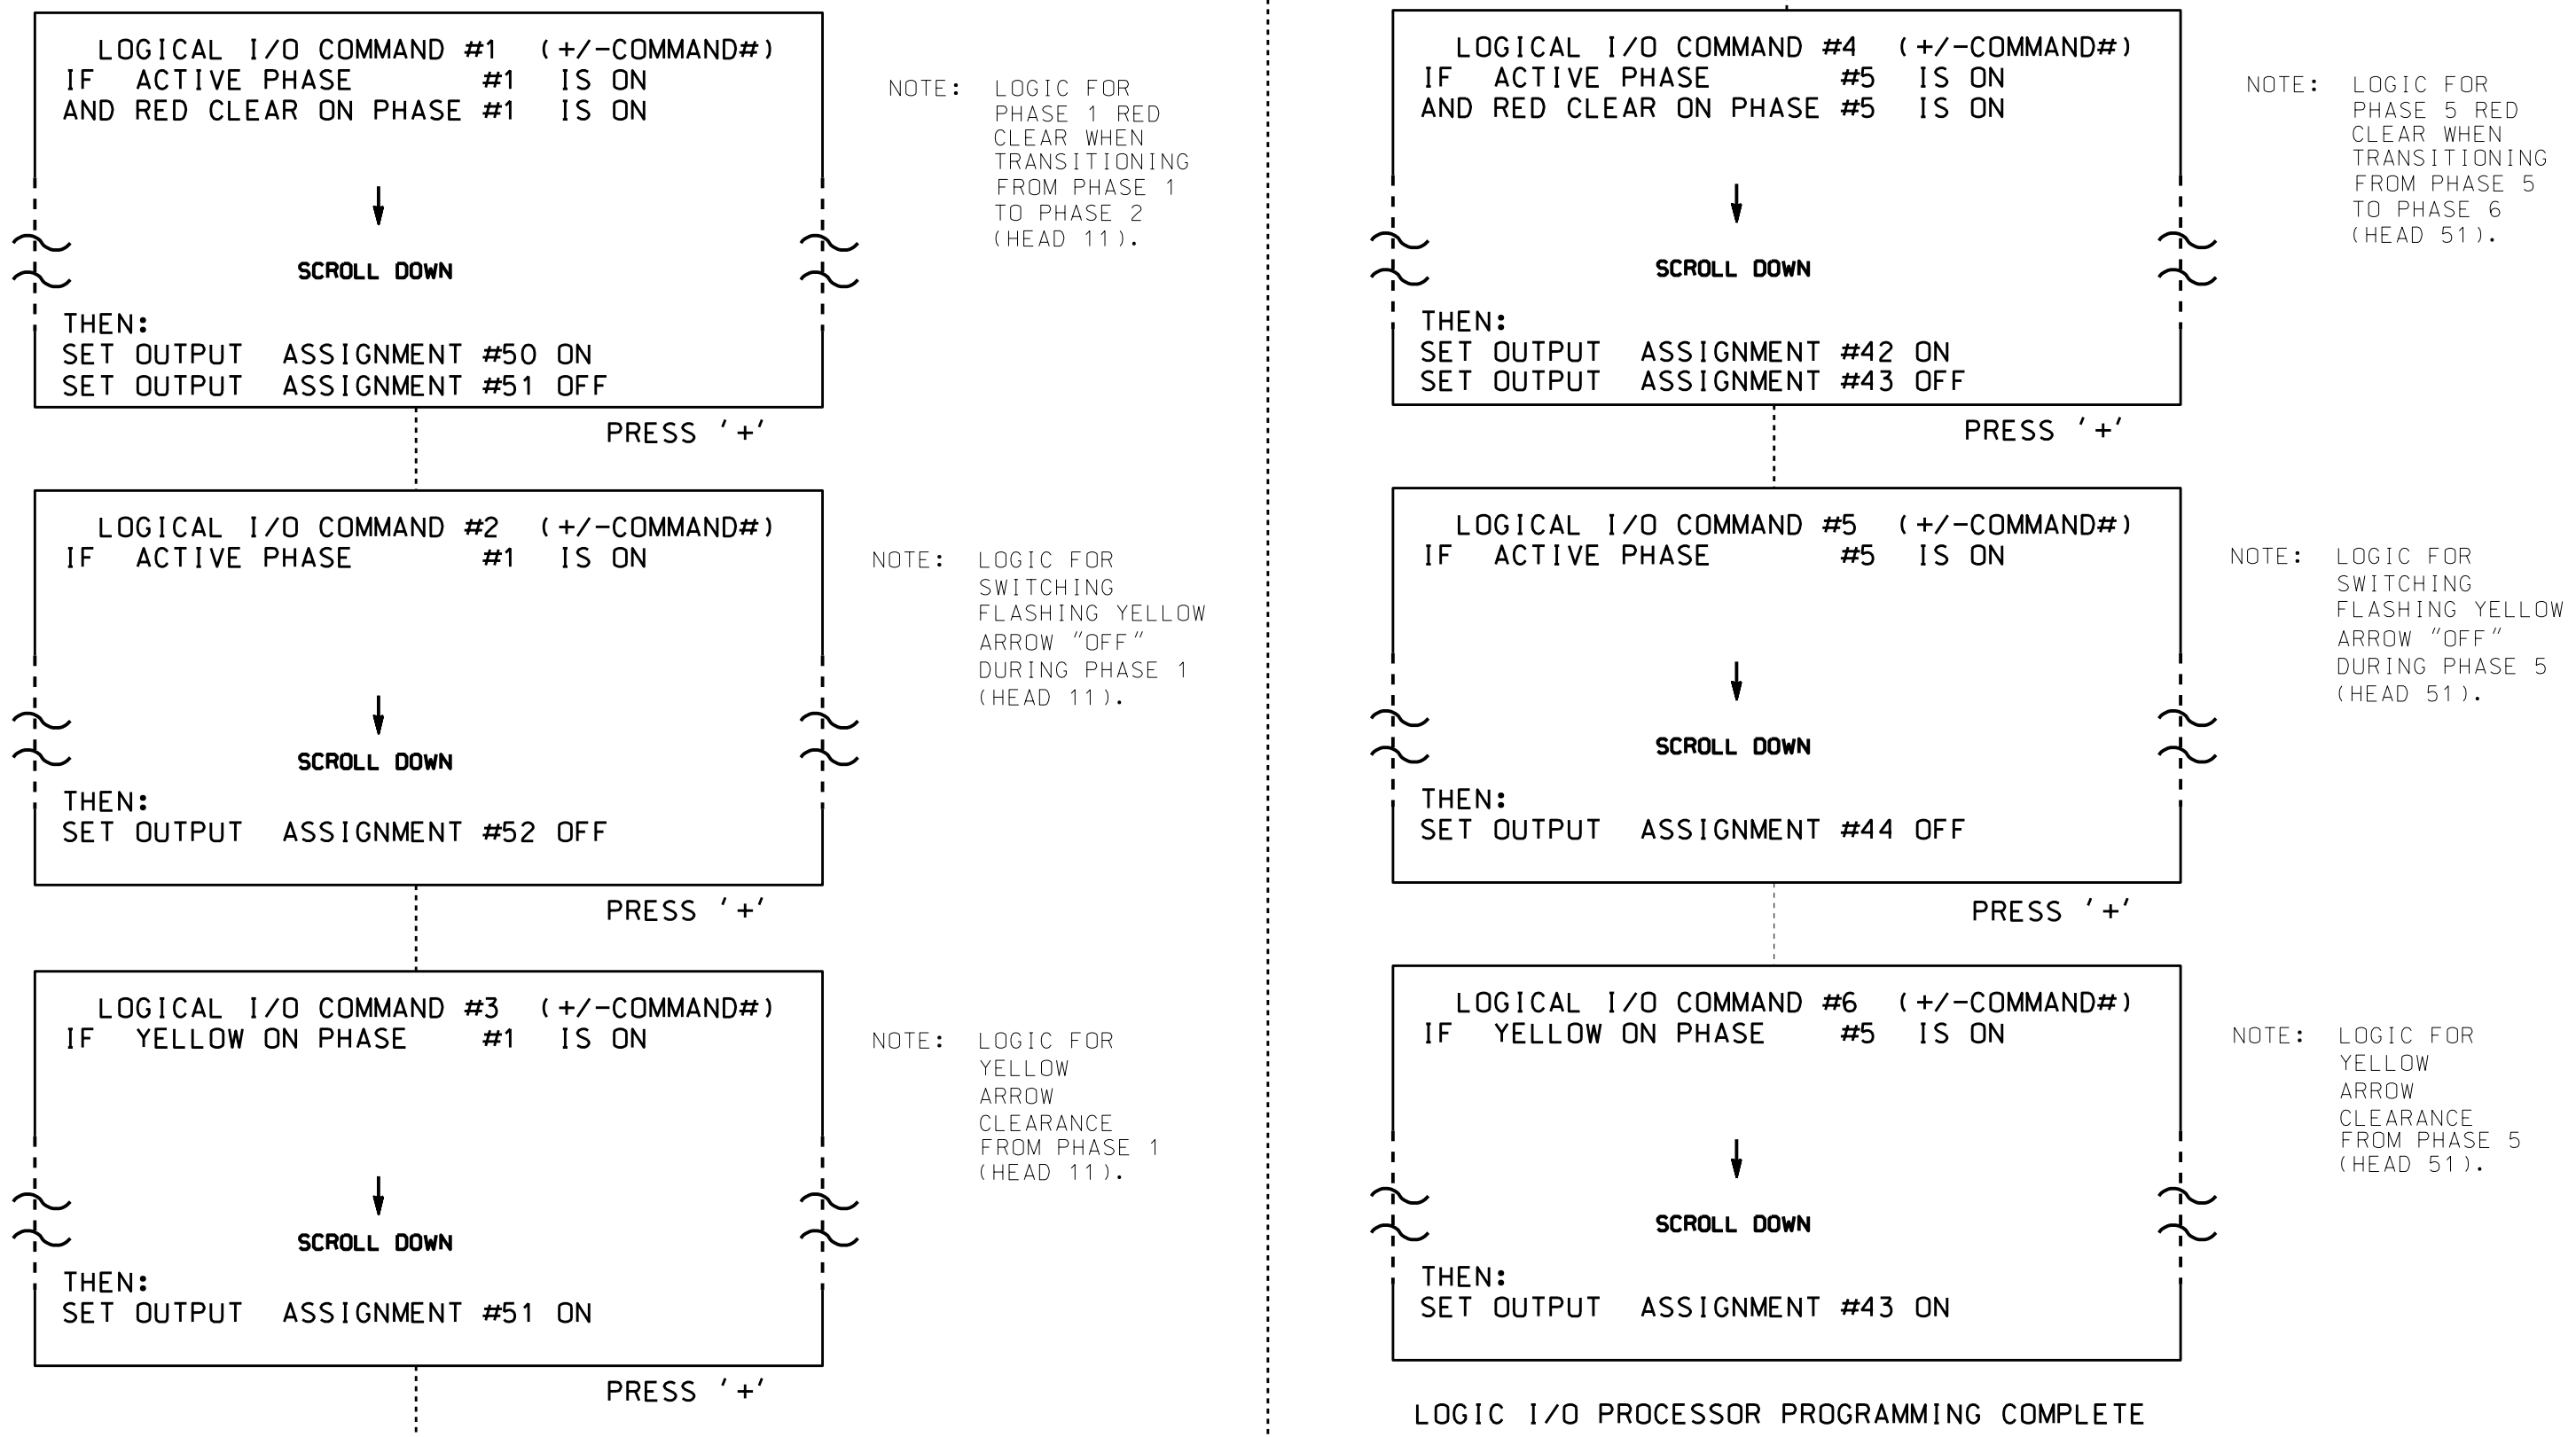 LOGICAL I/O COMMAND #1 (+/-COMMAND#)
IF ACTIVE PHASE #1 IS ON
AND RED CLEAR ON PHASE #1 IS ON
SCROLL DOWN
THEN:
SET OUTPUT ASSIGNMENT #50 ON
SET OUTPUT ASSIGNMENT #51 OFF
PRESS '+'
NOTE: LOGIC FOR
PHASE 1 RED
CLEAR WHEN
TRANSITIONING
FROM PHASE 1
TO PHASE 2
(HEAD 11).
LOGICAL I/O COMMAND #2 (+/-COMMAND#)
IF ACTIVE PHASE #1 IS ON
SCROLL DOWN
THEN:
SET OUTPUT ASSIGNMENT #52 OFF
PRESS '+'
NOTE: LOGIC FOR
SWITCHING
FLASHING YELLOW
ARROW "OFF"
DURING PHASE 1
(HEAD 11).
LOGICAL I/O COMMAND #3 (+/-COMMAND#)
IF YELLOW ON PHASE #1 IS ON
SCROLL DOWN
THEN:
SET OUTPUT ASSIGNMENT #51 ON
PRESS '+'
NOTE: LOGIC FOR
YELLOW
ARROW
CLEARANCE
FROM PHASE 1
(HEAD 11).
LOGICAL I/O COMMAND #4 (+/-COMMAND#)
IF ACTIVE PHASE #5 IS ON
AND RED CLEAR ON PHASE #5 IS ON
SCROLL DOWN
THEN:
SET OUTPUT ASSIGNMENT #42 ON
SET OUTPUT ASSIGNMENT #43 OFF
PRESS '+'
NOTE: LOGIC FOR
PHASE 5 RED
CLEAR WHEN
TRANSITIONING
FROM PHASE 5
TO PHASE 6
(HEAD 51).
LOGICAL I/O COMMAND #5 (+/-COMMAND#)
IF ACTIVE PHASE #5 IS ON
SCROLL DOWN
THEN:
SET OUTPUT ASSIGNMENT #44 OFF
PRESS '+'
NOTE: LOGIC FOR
SWITCHING
FLASHING YELLOW
ARROW "OFF"
DURING PHASE 5
(HEAD 51).
LOGICAL I/O COMMAND #6 (+/-COMMAND#)
IF YELLOW ON PHASE #5 IS ON
SCROLL DOWN
THEN:
SET OUTPUT ASSIGNMENT #43 ON
NOTE: LOGIC FOR
YELLOW
ARROW
CLEARANCE
FROM PHASE 5
(HEAD 51).
LOGIC I/O PROCESSOR PROGRAMMING COMPLETE